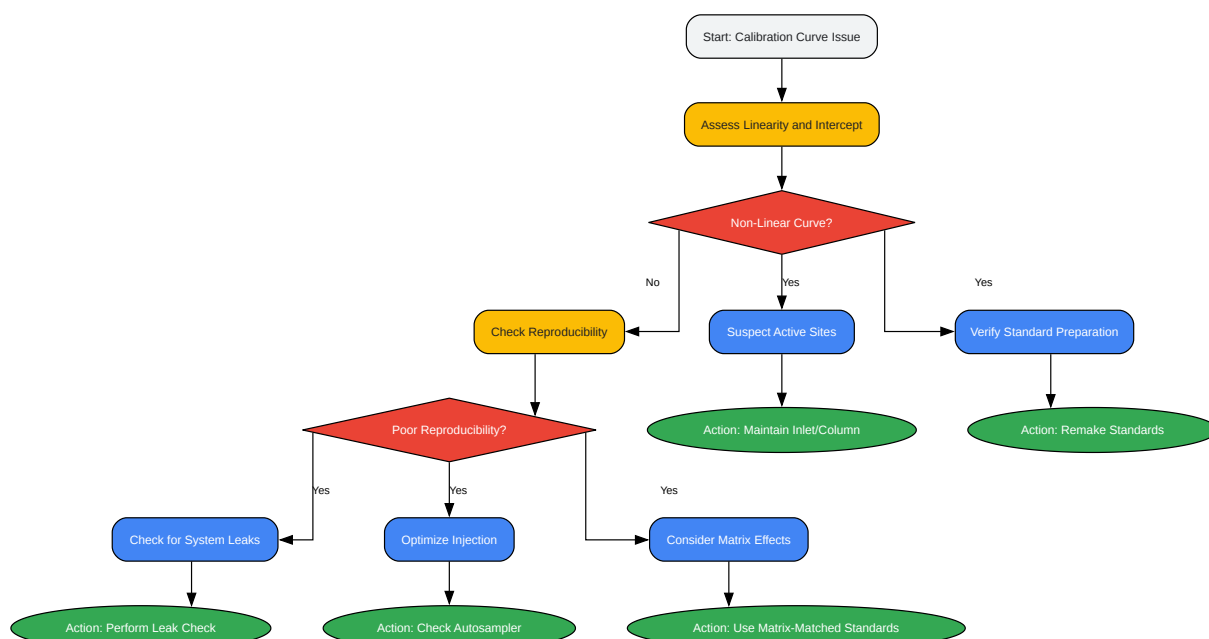 Start: Calibration Curve Issue
Assess Linearity and Intercept
Non-Linear Curve?
No
Yes
Yes
Check Reproducibility
Suspect Active Sites
Verify Standard Preparation
Poor Reproducibility?
Action: Maintain Inlet/Column
Action: Remake Standards
Yes
Yes
Yes
Check for System Leaks
Optimize Injection
Consider Matrix Effects
Action: Perform Leak Check
Action: Check Autosampler
Action: Use Matrix-Matched Standards